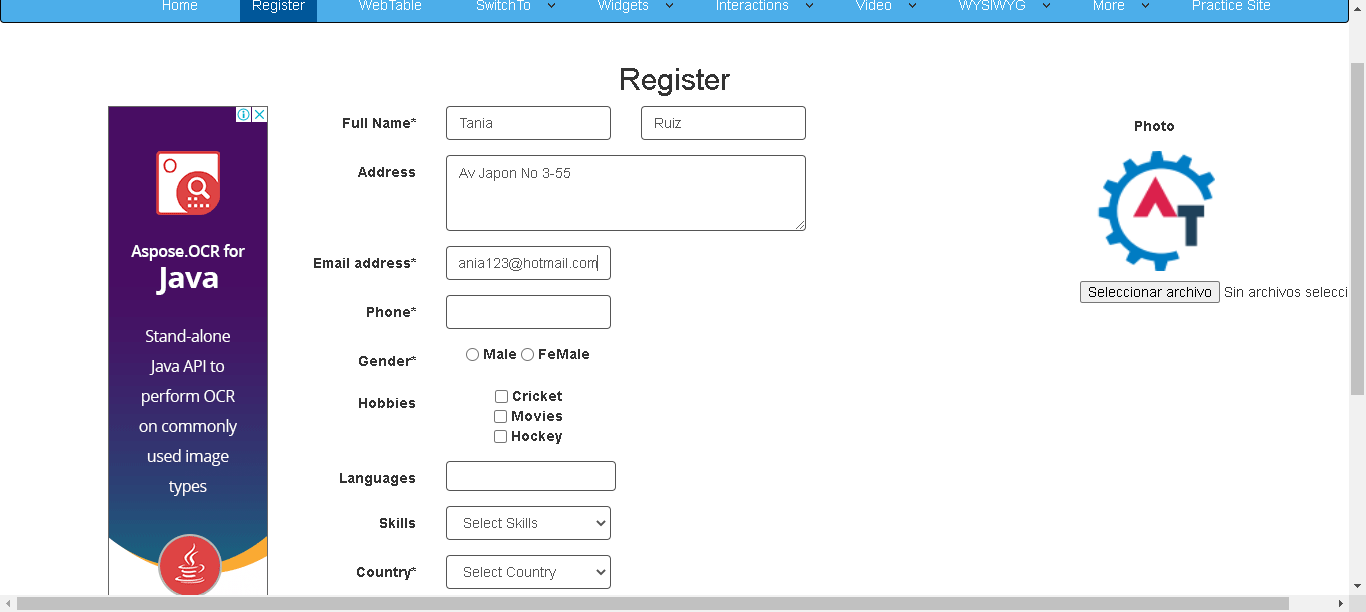 Home Register WebTable SwitchTo Widgets Interactions Video WYSIWYG More Practice Site
Register
Aspose.OCR for
Java
Stand-alone
Java API to
perform OCR
on commonly
used image
types
Full Name* Tania Ruiz
Address Av Japon No 3-55
Email address* ania123@hotmail.com
Phone*
Gender* Male FeMale
Hobbies Cricket
Movies
Hockey
Languages
Skills Select Skills
Country* Select Country
Photo
AT
Seleccionar archivo Sin archivos selecci